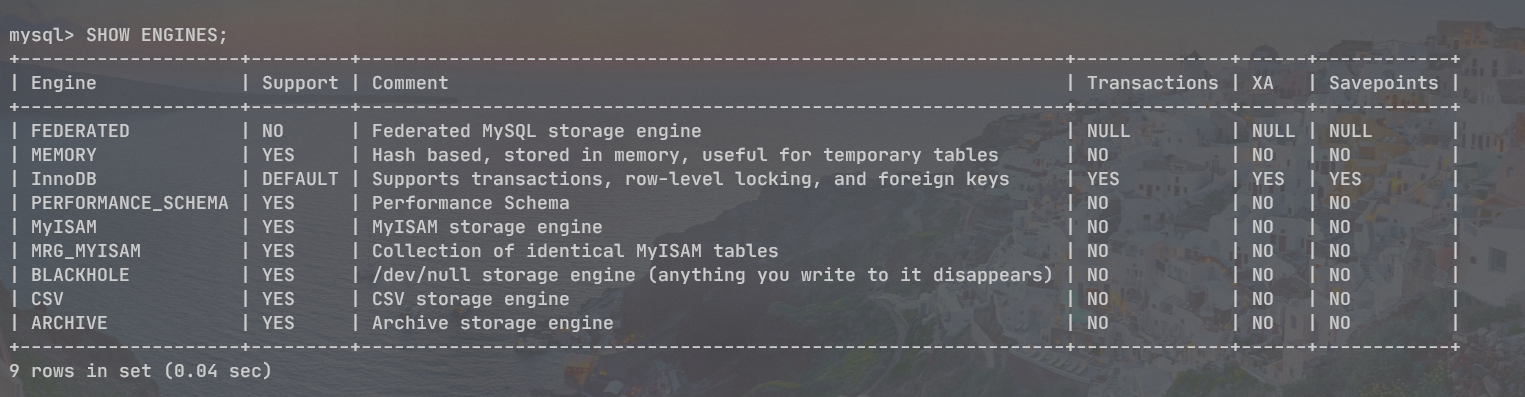 mysql> SHOW ENGINES;
+--------------------+---------+----------------------------------------------------------------+--------------+------+------------+
| Engine             | Support | Comment                                                        | Transactions | XA   | Savepoints |
+--------------------+---------+----------------------------------------------------------------+--------------+------+------------+
| FEDERATED          | NO      | Federated MySQL storage engine                                 | NULL         | NULL | NULL       |
| MEMORY             | YES     | Hash based, stored in memory, useful for temporary tables      | NO           | NO   | NO         |
| InnoDB             | DEFAULT | Supports transactions, row-level locking, and foreign keys     | YES          | YES  | YES        |
| PERFORMANCE_SCHEMA | YES     | Performance Schema                                             | NO           | NO   | NO         |
| MyISAM             | YES     | MyISAM storage engine                                          | NO           | NO   | NO         |
| MRG_MYISAM         | YES     | Collection of identical MyISAM tables                          | NO           | NO   | NO         |
| BLACKHOLE          | YES     | /dev/null storage engine (anything you write to it disappears) | NO           | NO   | NO         |
| CSV                | YES     | CSV storage engine                                             | NO           | NO   | NO         |
| ARCHIVE            | YES     | Archive storage engine                                         | NO           | NO   | NO         |
+--------------------+---------+----------------------------------------------------------------+--------------+------+------------+
9 rows in set (0.04 sec)